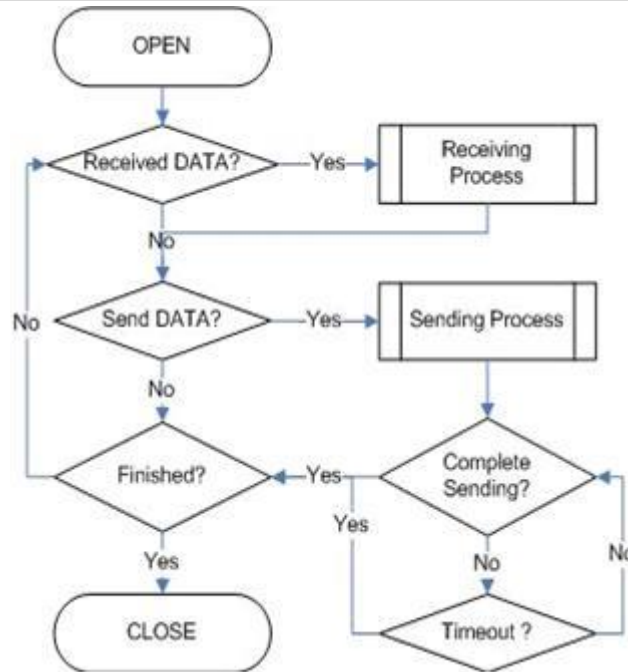 OPEN
Received DATA?
Yes
Receiving
Process
No
Send DATA?
Yes
Sending Process
No
No
Finished?
Yes
Complete
Sending?
Yes
No
No
Yes
CLOSE
Timeout ?